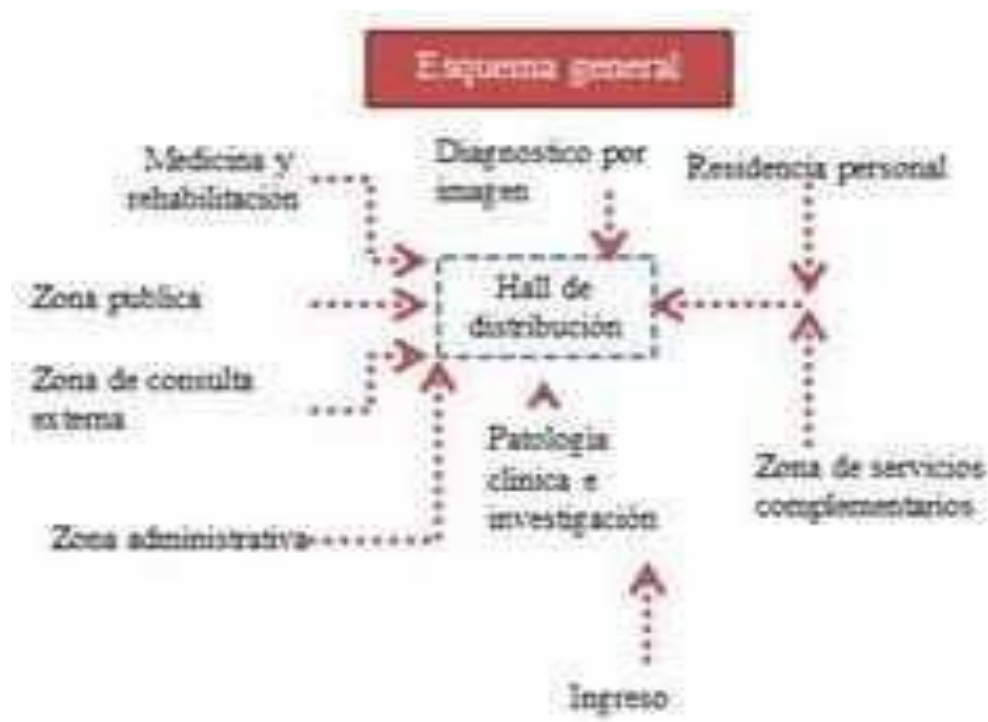 Esquema general
Medicina y
rehabilitación
Diagnostico por
imagen
Residencia personal
Zona publica
Hall de
distribución
Zona de consulta
externa
Patologia
clinica e
investigación
Zona de servicios
complementarios
Zona administrativa
Ingreso